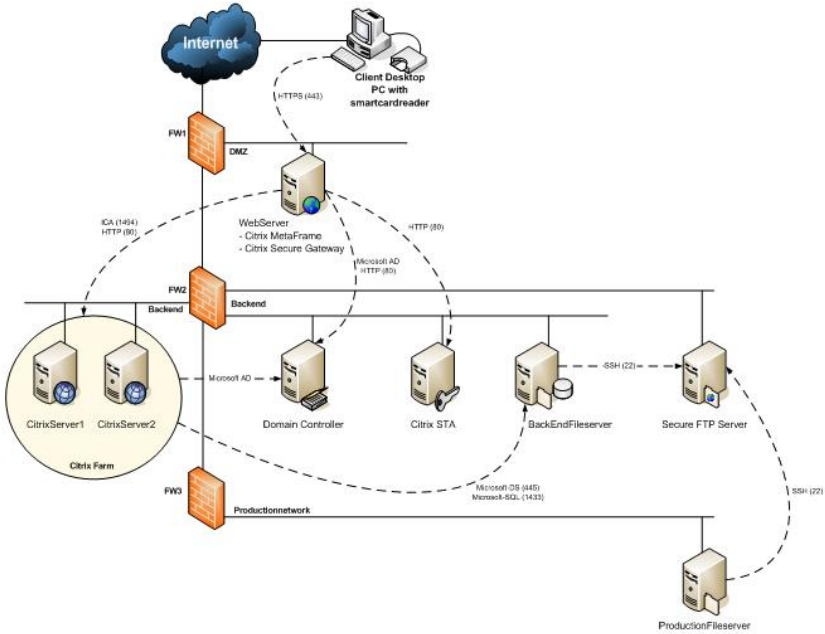 Internet
Client Desktop
PC with
smartcardreader
HTTPS (443)
FW1
DMZ
ICA (1494)
HTTP (80)
WebServer
- Citrix MetaFrame
- Citrix Secure Gateway
HTTP (80)
Microsoft AD
HTTP (80)
FW2
Backend
Backend
CitrixServer1
CitrixServer2
Citrix Farm
Microsoft AD
Domain Controller
Citrix STA
BackEndFileserver
SSH (22)
Secure FTP Server
Microsoft-DS (445)
Microsoft-SQL (1433)
SSH (22)
FW3
Productionnetwork
ProductionFileserver